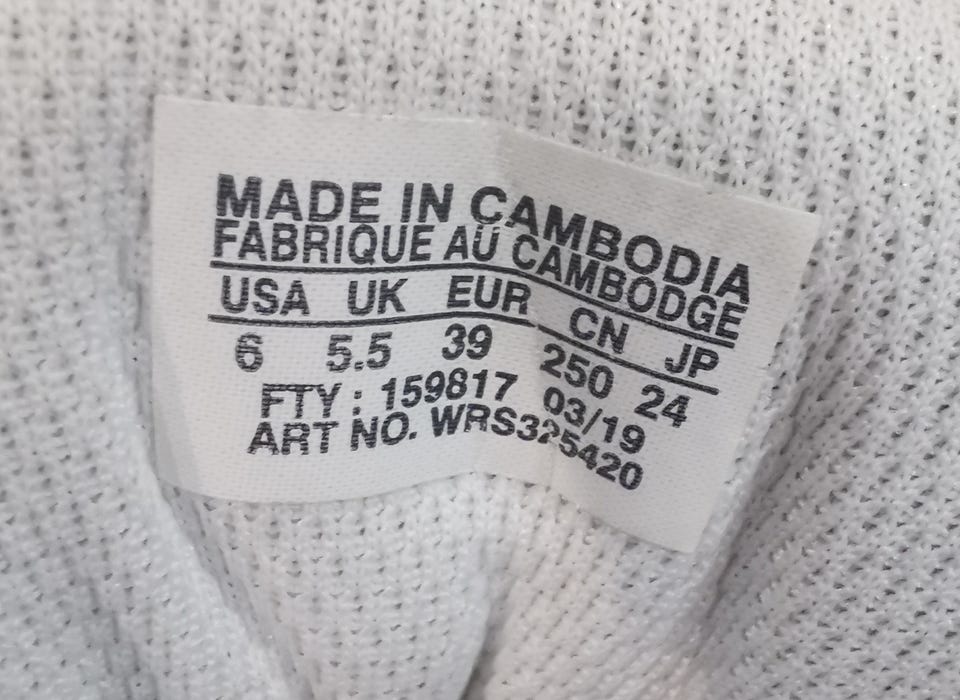 MADE IN CAMBODIA
FABRIQUE AU CAMBODGE
USA UK EUR CN JP
6 5.5 39 250 24
FTY : 159817 03/19
ART NO. WRS325420